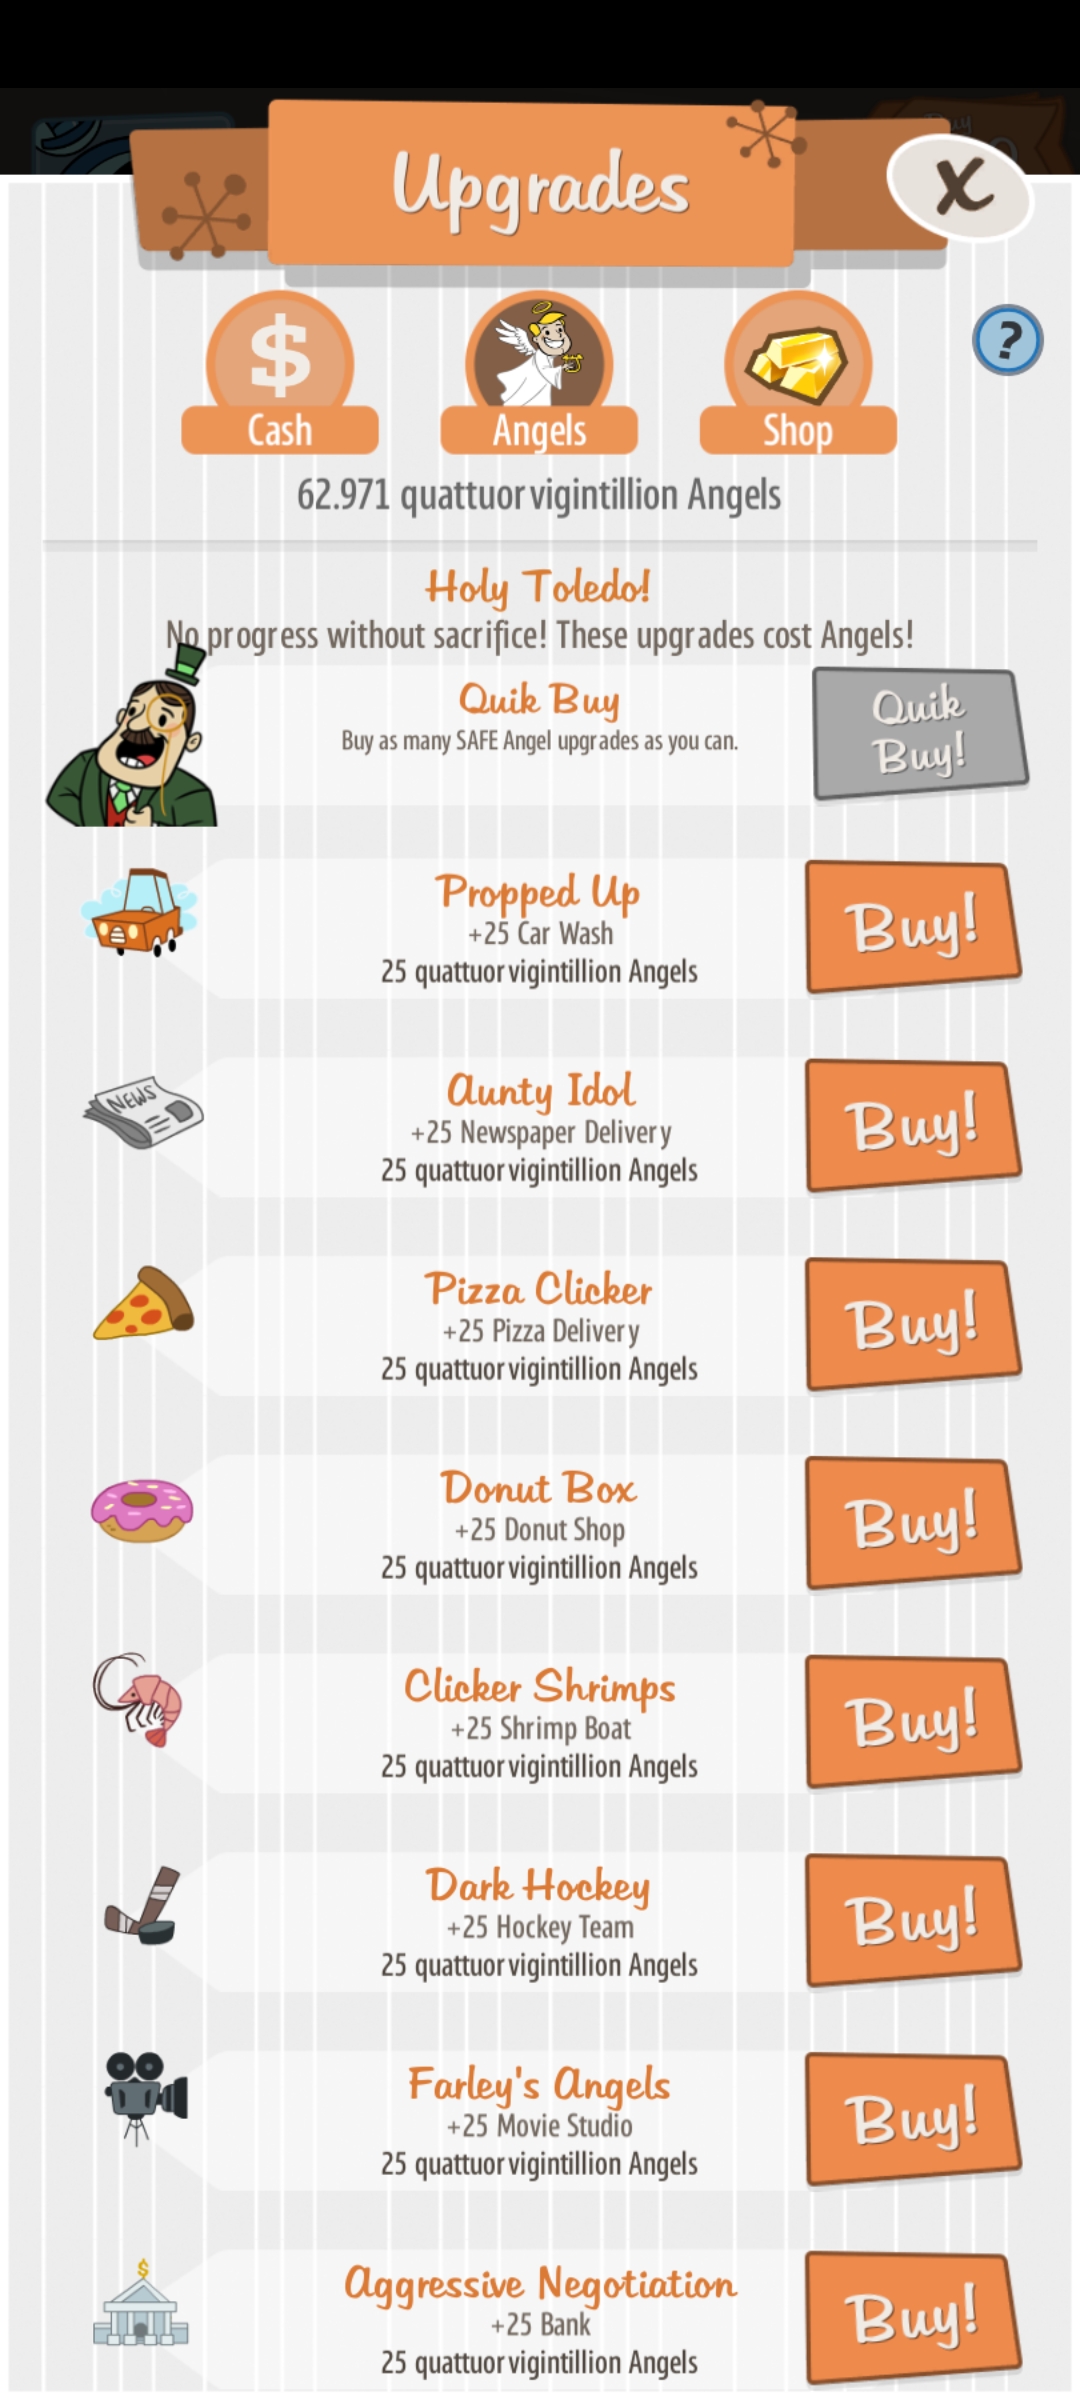 Upgrades
X
$
?
Cash
Angels
Shop
62.971 quattuorvigintillion Angels
Holy Toledo!
No progress without sacrifice! These upgrades cost Angels!
Quik Buy
Buy as many SAFE Angel upgrades as you can.
Quik
Buy!
Propped Up
+25 Car Wash
25 quattuorvigintillion Angels
Buy!
NEWS
Aunty Idol
+25 Newspaper Delivery
25 quattuorvigintillion Angels
Buy!
Pizza Clicker
+25 Pizza Delivery
25 quattuorvigintillion Angels
Buy!
Donut Box
+25 Donut Shop
25 quattuorvigintillion Angels
Buy!
Clicker Shrimps
+25 Shrimp Boat
25 quattuorvigintillion Angels
Buy!
Dark Hockey
+25 Hockey Team
25 quattuorvigintillion Angels
Buy!
Farley's Angels
+25 Movie Studio
25 quattuorvigintillion Angels
Buy!
$
Aggressive Negotiation
+25 Bank
25 quattuorvigintillion Angels
Buy!